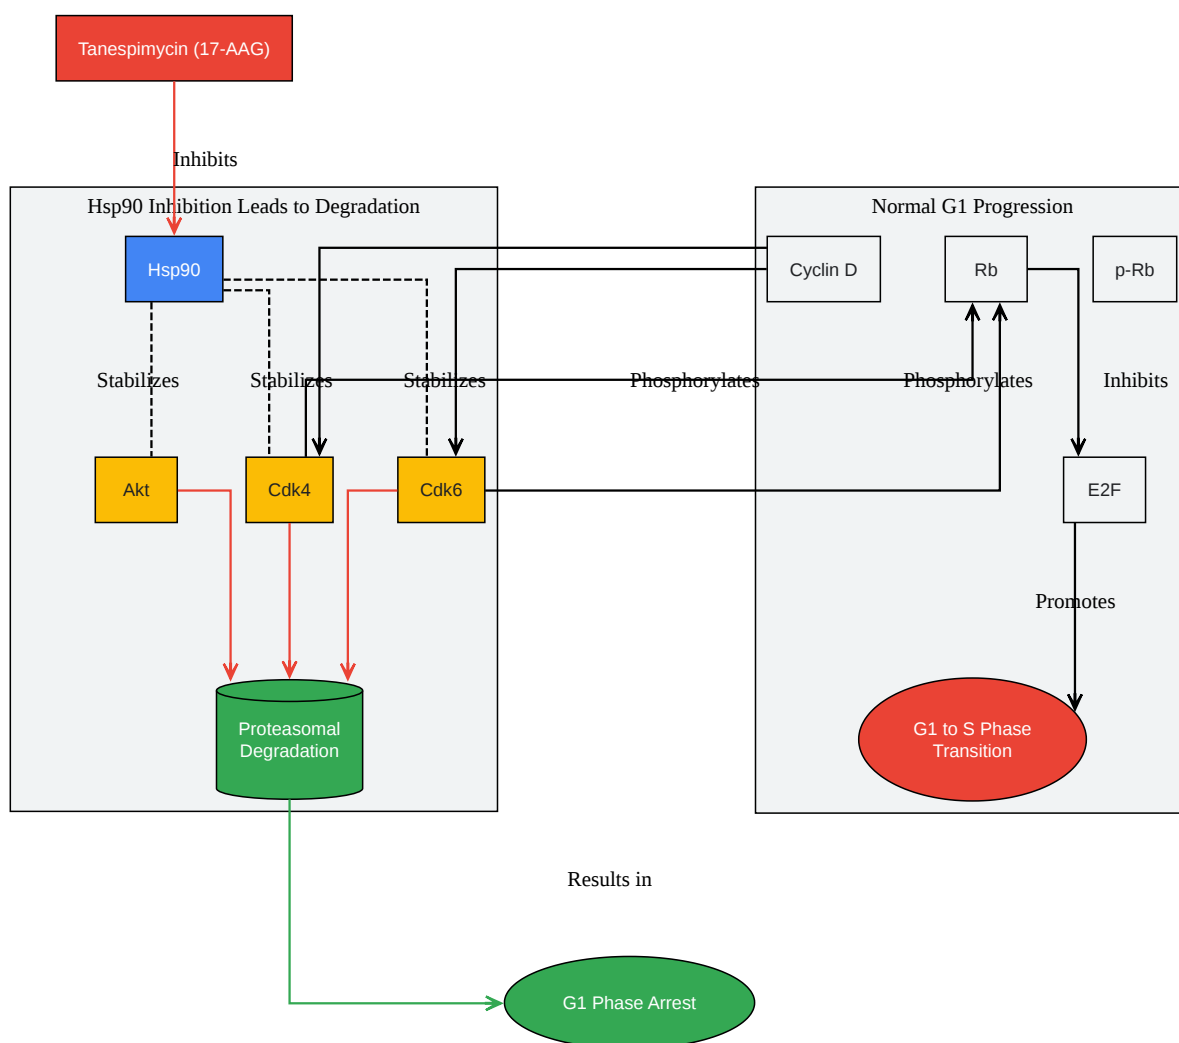 Tanespimycin (17-AAG)
Inhibits
Hsp90 Inhibition Leads to Degradation
Normal G1 Progression
Hsp90
Cyclin D
Rb
p-Rb
Stabilizes
Stabilizes
Stabilizes
Phosphorylates
Phosphorylates
Inhibits
Akt
Cdk4
Cdk6
E2F
Promotes
Proteasomal
Degradation
G1 to S Phase
Transition
Results in
G1 Phase Arrest